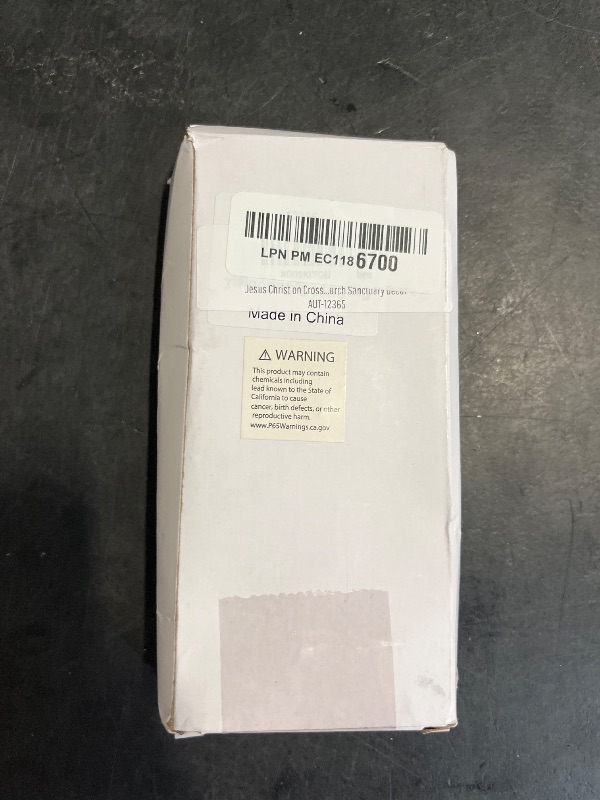 LPN PM EC118 6700
Jesus Christ on Cross...urch Sanctuary Decor
AUT-12365
Made in China
⚠ WARNING
This product may contain
chemicals including
lead known to the State of
California to cause
cancer, birth defects, or other
reproductive harm.
www.P65Warnings.ca.gov